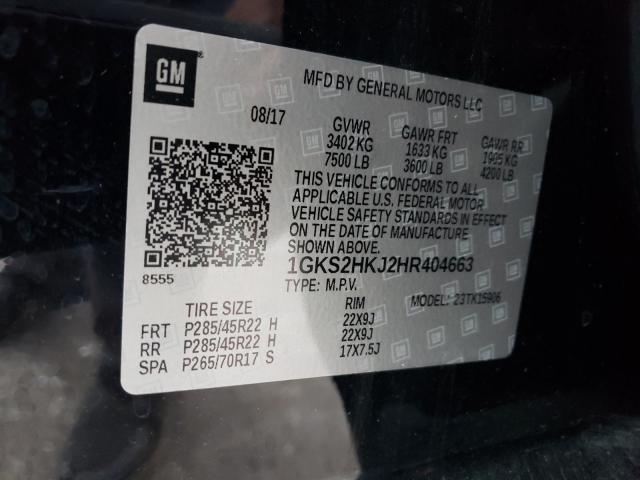 GM
MFD BY GENERAL MOTORS LLC
08/17
GVWR GAWR FRT GAWR RR
3402 KG 1633 KG 1905 KG
7500 LB 3600 LB 4200 LB
THIS VEHICLE CONFORMS TO ALL
APPLICABLE U.S. FEDERAL MOTOR
VEHICLE SAFETY STANDARDS IN EFFECT
ON THE DATE OF MANUFACTURE
SHOWN ABOVE.
1GKS2HKJ2HR404663
8555
TYPE: M.P.V. MODEL: 23TK15906
TIRE SIZE RIM
FRT P285/45R22 H 22X9J
RR P285/45R22 H 22X9J
SPA P265/70R17 S 17X7.5J